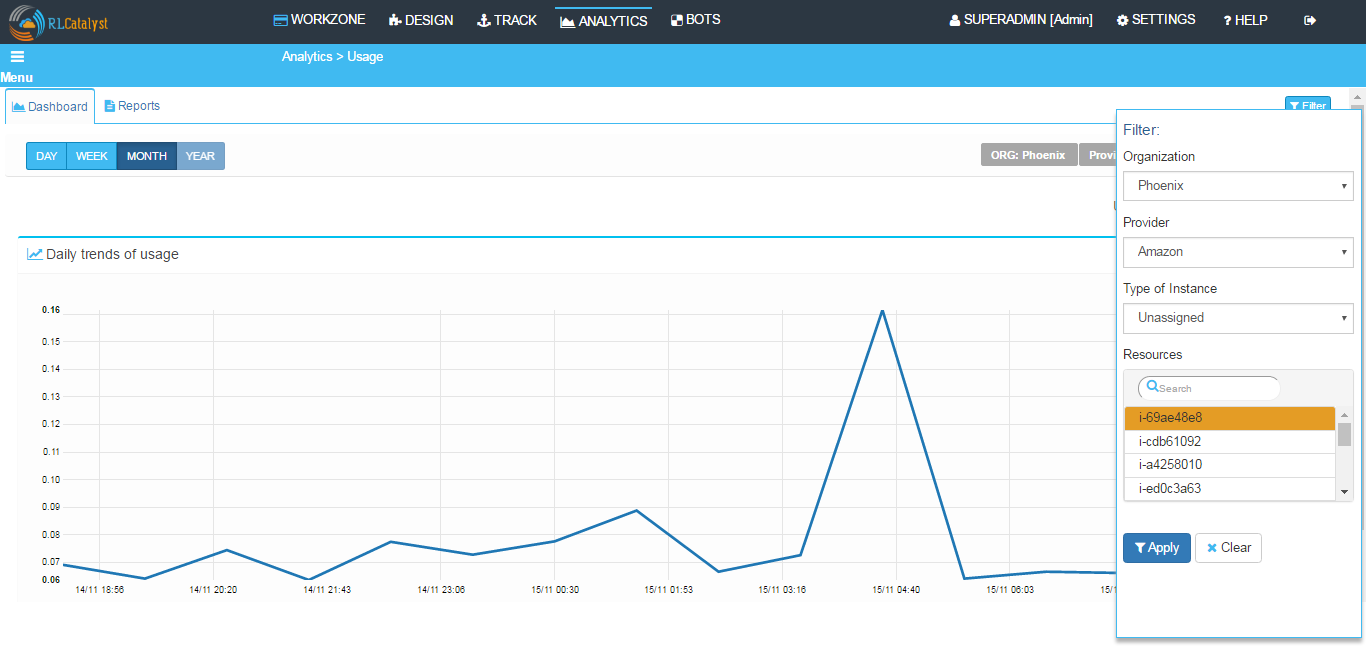 RLCatalyst
WORKZONE DESIGN TRACK ANALYTICS BOTS SUPERADMIN [Admin] SETTINGS ? HELP
Menu
Analytics > Usage
Dashboard Reports Filter
DAY WEEK MONTH YEAR ORG: Phoenix
Daily trends of usage
0.16
0.15
0.14
0.13
0.12
0.11
0.10
0.09
0.08
0.07
0.06
14/11 18:56 14/11 20:20 14/11 21:43 14/11 23:06 15/11 00:30 15/11 01:53 15/11 03:16 15/11 04:40 15/11 06:03
Filter:
Organization
Phoenix
Provider
Amazon
Type of Instance
Unassigned
Resources
Search
i-69ae48e8
i-cdb61092
i-a4258010
i-ed0c3a63
Apply Clear